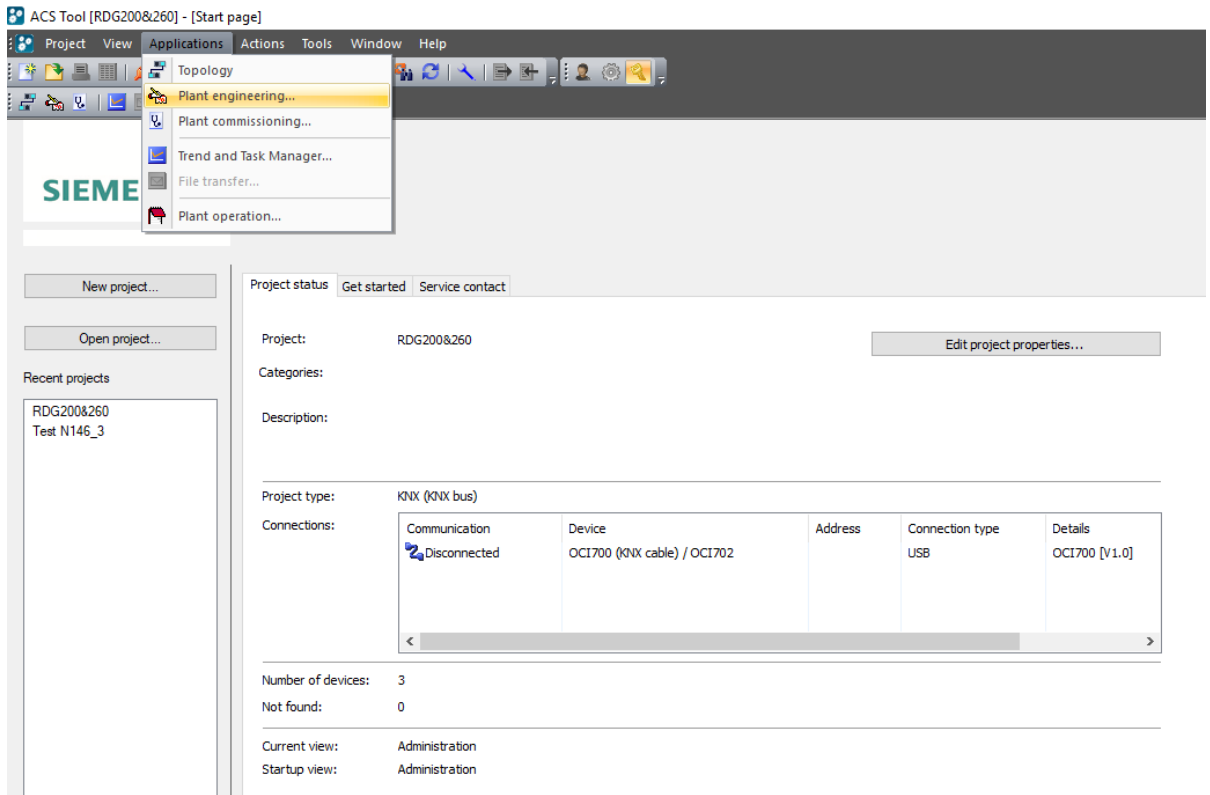 ACS Tool [RDG200&260] - [Start page]
Project View Applications Actions Tools Window Help
Topology
Plant engineering...
Plant commissioning...
Trend and Task Manager...
File transfer...
Plant operation...
SIEME
New project...
Open project...
Recent projects
RDG200&260
Test N146_3
Project status Get started Service contact
Project: RDG200&260
Edit project properties...
Categories:
Description:
Project type: KNX (KNX bus)
Connections:
Communication Device Address Connection type Details
Disconnected OCI700 (KNX cable) / OCI702 USB OCI700 [V1.0]
Number of devices: 3
Not found: 0
Current view: Administration
Startup view: Administration